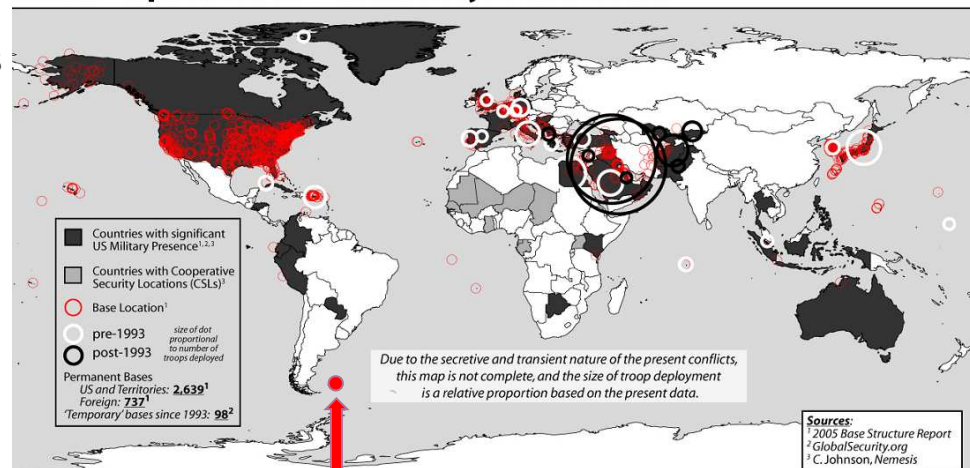 Countries with significant
US Military Presence1,2,3
Countries with Cooperative
Security Locations (CSLs)3
Base Location1
pre-1993
post-1993
size of dot
proportional
to number of
troops deployed
Permanent Bases
US and Territories: 2,6391
Foreign: 7371
'Temporary' bases since 1993: 982
Due to the secretive and transient nature of the present conflicts,
this map is not complete, and the size of troop deployment
is a relative proportion based on the present data.
Sources:
1 2005 Base Structure Report
2 GlobalSecurity.org
3 C. Johnson, Nemesis